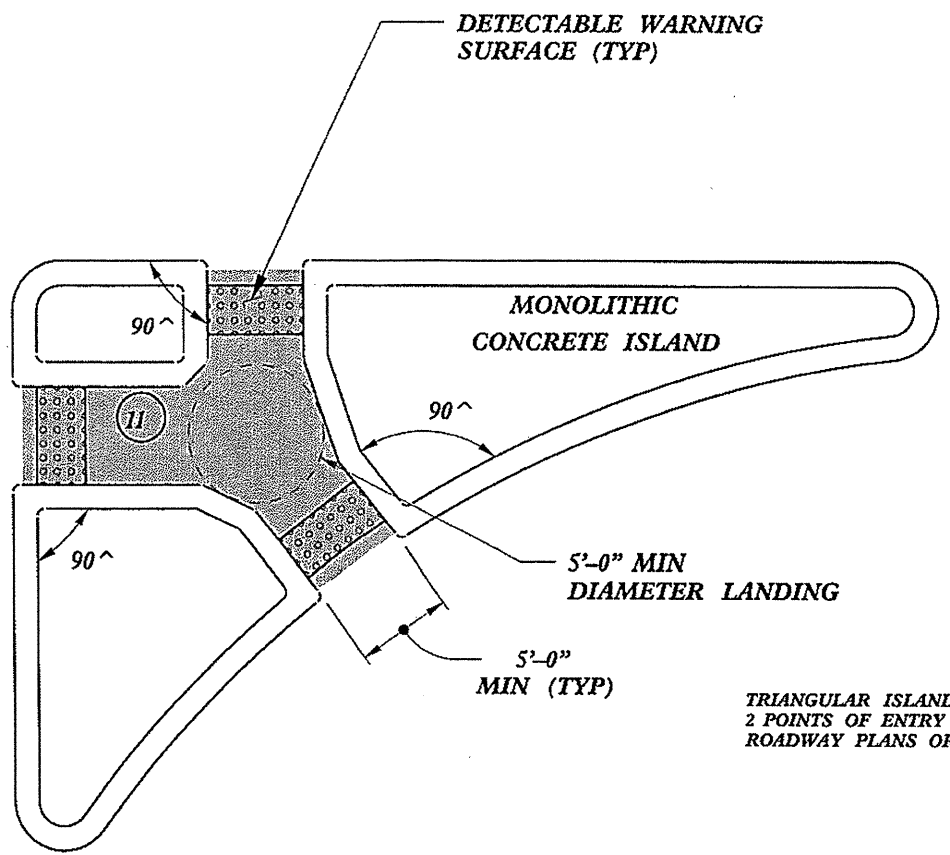 DETECTABLE WARNING
SURFACE (TYP)
MONOLITHIC
CONCRETE ISLAND
90^
90^
11
90^
5'-0" MIN
DIAMETER LANDING
5'-0"
MIN (TYP)
TRIANGULAR ISLAND
2 POINTS OF ENTRY
ROADWAY PLANS OF